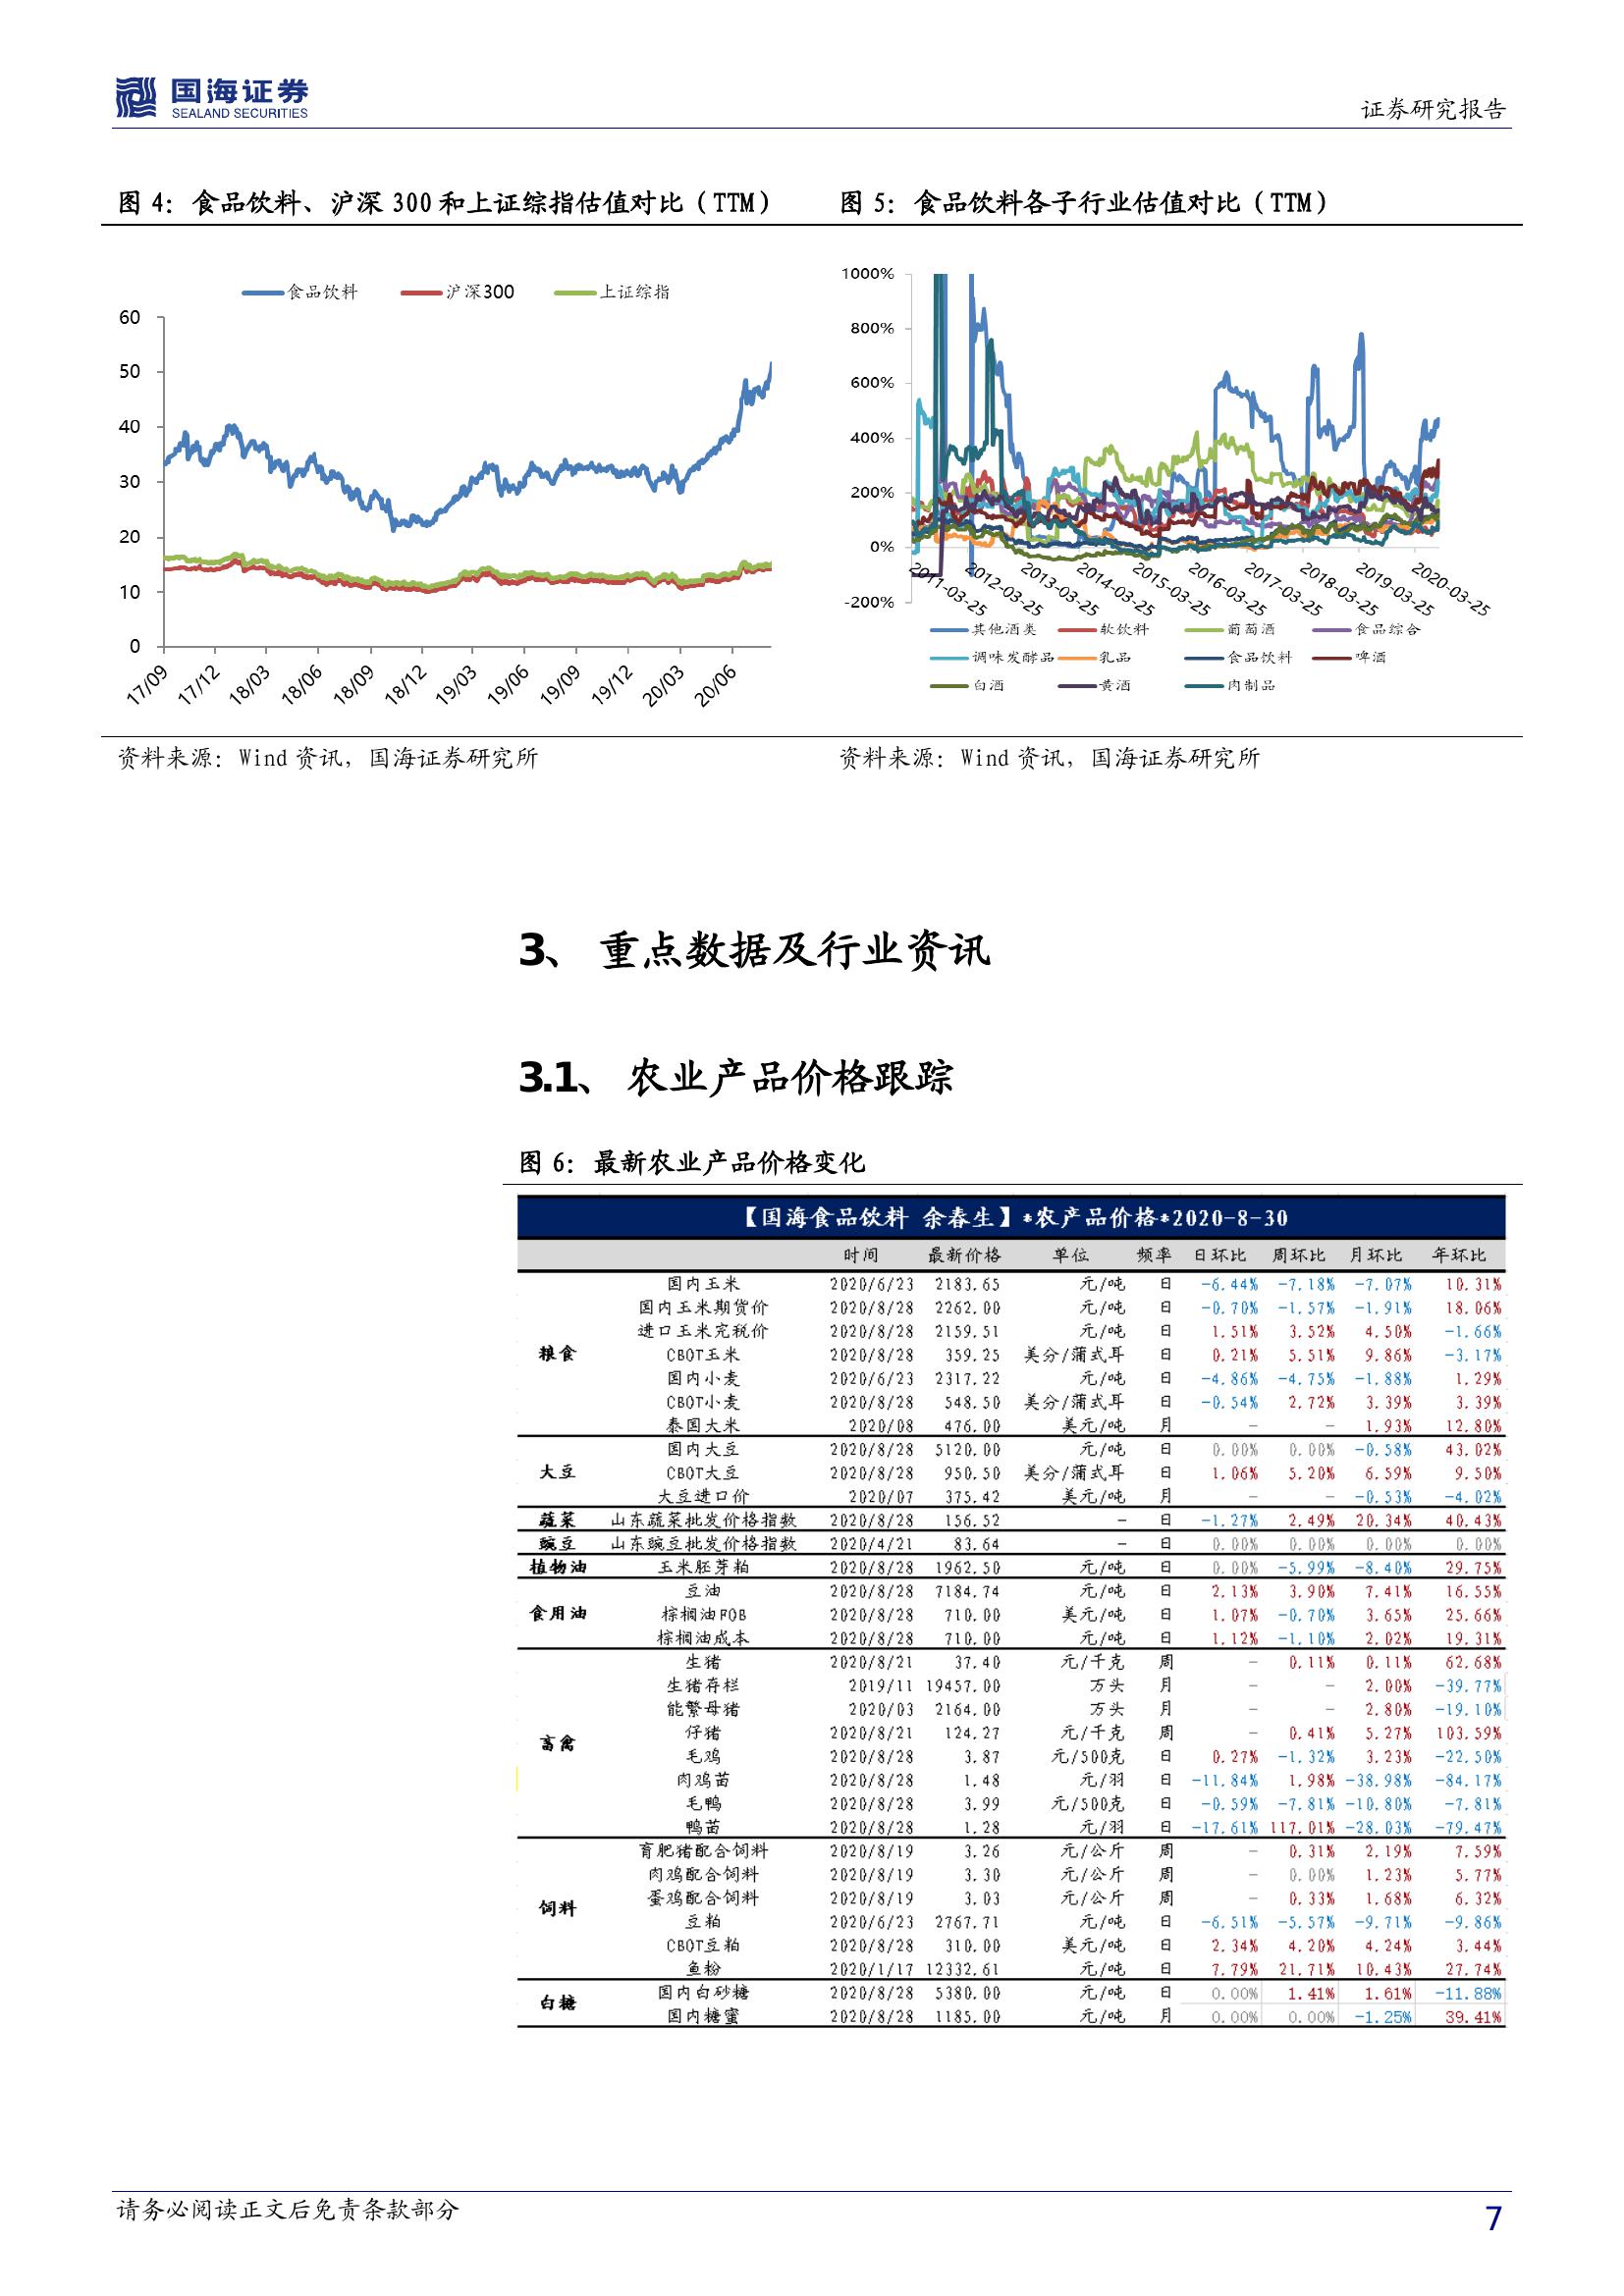 国海证券
SEALAND SECURITIES
证券研究报告
图 4：食品饮料、沪深 300 和上证综指估值对比（TTM）
食品饮料 沪深300 上证综指
60
50
40
30
20
10
0
17/09 17/12 18/03 18/06 18/09 18/12 19/03 19/06 19/09 19/12 20/03 20/06
资料来源：Wind 资讯，国海证券研究所
图 5：食品饮料各子行业估值对比（TTM）
1000%
800%
600%
400%
200%
0%
-200%
2011-03-25 2012-03-25 2013-03-25 2014-03-25 2015-03-25 2016-03-25 2017-03-25 2018-03-25 2019-03-25 2020-03-25
其他酒类 软饮料 葡萄酒 食品综合
调味发酵品 乳品 食品饮料 啤酒
白酒 黄酒 肉制品
资料来源：Wind 资讯，国海证券研究所
3、 重点数据及行业资讯
3.1、 农业产品价格跟踪
图 6：最新农业产品价格变化
【国海食品饮料 余春生】*农产品价格*2020-8-30
时间 最新价格 单位 频率 日环比 周环比 月环比 年环比
粮食
国内玉米 2020/6/23 2183.65 元/吨 日 -6.44% -7.18% -7.07% 10.31%
国内玉米期货价 2020/8/28 2262.00 元/吨 日 -0.70% -1.57% -1.91% 18.06%
进口玉米完税价 2020/8/28 2159.51 元/吨 日 1.51% 3.52% 4.50% -1.66%
CBOT玉米 2020/8/28 359.25 美分/蒲式耳 日 0.21% 5.51% 9.86% -3.17%
国内小麦 2020/6/23 2317.22 元/吨 日 -4.86% -4.75% -1.88% 1.29%
CBOT小麦 2020/8/28 548.50 美分/蒲式耳 日 -0.54% 2.72% 3.39% 3.39%
泰国大米 2020/08 476.00 美元/吨 月 - - 1.93% 12.80%
大豆
国内大豆 2020/8/28 5120.00 元/吨 日 0.00% 0.00% -0.58% 43.02%
CBOT大豆 2020/8/28 950.50 美分/蒲式耳 日 1.06% 5.20% 6.59% 9.50%
大豆进口价 2020/07 375.42 美元/吨 月 - - -0.53% -4.02%
蔬菜 山东蔬菜批发价格指数 2020/8/28 156.52 - 日 -1.27% 2.49% 20.34% 40.43%
豌豆 山东豌豆批发价格指数 2020/4/21 83.64 - 日 0.00% 0.00% 0.00% 0.00%
植物油 玉米胚芽粕 2020/8/28 1962.50 元/吨 日 0.00% -5.99% -8.40% 29.75%
食用油
豆油 2020/8/28 7184.74 元/吨 日 2.13% 3.90% 7.41% 16.55%
棕榈油FOB 2020/8/28 710.00 美元/吨 日 1.07% -0.70% 3.65% 25.66%
棕榈油成本 2020/8/28 710.00 元/吨 日 1.12% -1.10% 2.02% 19.31%
畜禽
生猪 2020/8/21 37.40 元/千克 周 - 0.11% 0.11% 62.68%
生猪存栏 2019/11 19457.00 万头 月 - - 2.00% -39.77%
能繁母猪 2020/03 2164.00 万头 月 - - 2.80% -19.10%
仔猪 2020/8/21 124.27 元/千克 周 - 0.41% 5.27% 103.59%
毛鸡 2020/8/28 3.87 元/500克 日 0.27% -1.32% 3.23% -22.50%
肉鸡苗 2020/8/28 1.48 元/羽 日 -11.84% 1.98% -38.98% -84.17%
毛鸭 2020/8/28 3.99 元/500克 日 -0.59% -7.81% -10.80% -7.81%
鸭苗 2020/8/28 1.28 元/羽 日 -17.61% 117.01% -28.03% -79.47%
饲料
育肥猪配合饲料 2020/8/19 3.26 元/公斤 周 - 0.31% 2.19% 7.59%
肉鸡配合饲料 2020/8/19 3.30 元/公斤 周 - 0.00% 1.23% 5.77%
蛋鸡配合饲料 2020/8/19 3.03 元/公斤 周 - 0.33% 1.68% 6.32%
豆粕 2020/6/23 2767.71 元/吨 日 -6.51% -5.57% -9.71% -9.86%
CBOT豆粕 2020/8/28 310.00 美元/吨 日 2.34% 4.20% 4.24% 3.44%
鱼粉 2020/1/17 12332.61 元/吨 日 7.79% 21.71% 10.43% 27.74%
白糖
国内白砂糖 2020/8/28 5380.00 元/吨 日 0.00% 1.41% 1.61% -11.88%
国内糖蜜 2020/8/28 1185.00 元/吨 月 0.00% 0.00% -1.25% 39.41%
请务必阅读正文后免责条款部分
7